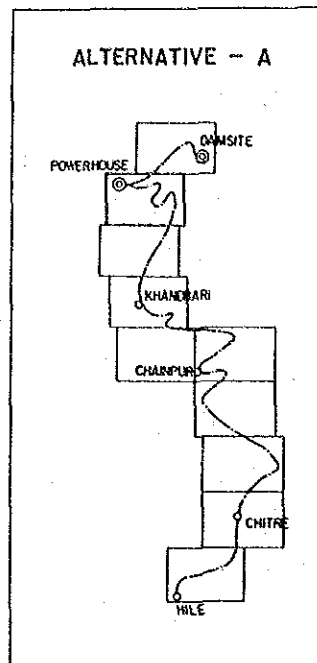 ALTERNATIVE - A
DAMSITE
POWERHOUSE
KHANDBARI
CHAINPUR
CHITRE
HILE